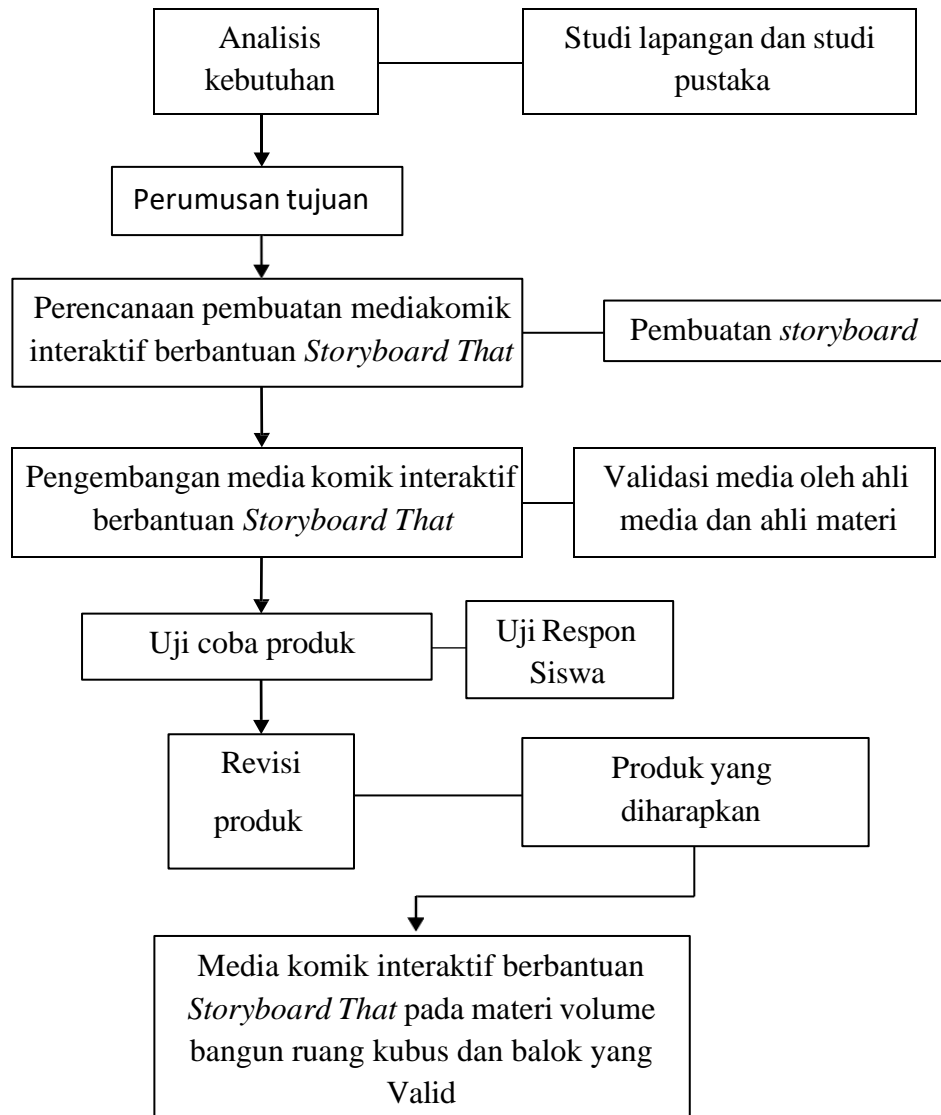 Analisis
kebutuhan
Studi lapangan dan studi
pustaka
Perumusan tujuan
Perencanaan pembuatan mediakomik
interaktif berbantuan Storyboard That
Pembuatan storyboard
Pengembangan media komik interaktif
berbantuan Storyboard That
Validasi media oleh ahli
media dan ahli materi
Uji coba produk
Uji Respon
Siswa
Revisi
produk
Produk yang
diharapkan
Media komik interaktif berbantuan
Storyboard That pada materi volume
bangun ruang kubus dan balok yang
Valid